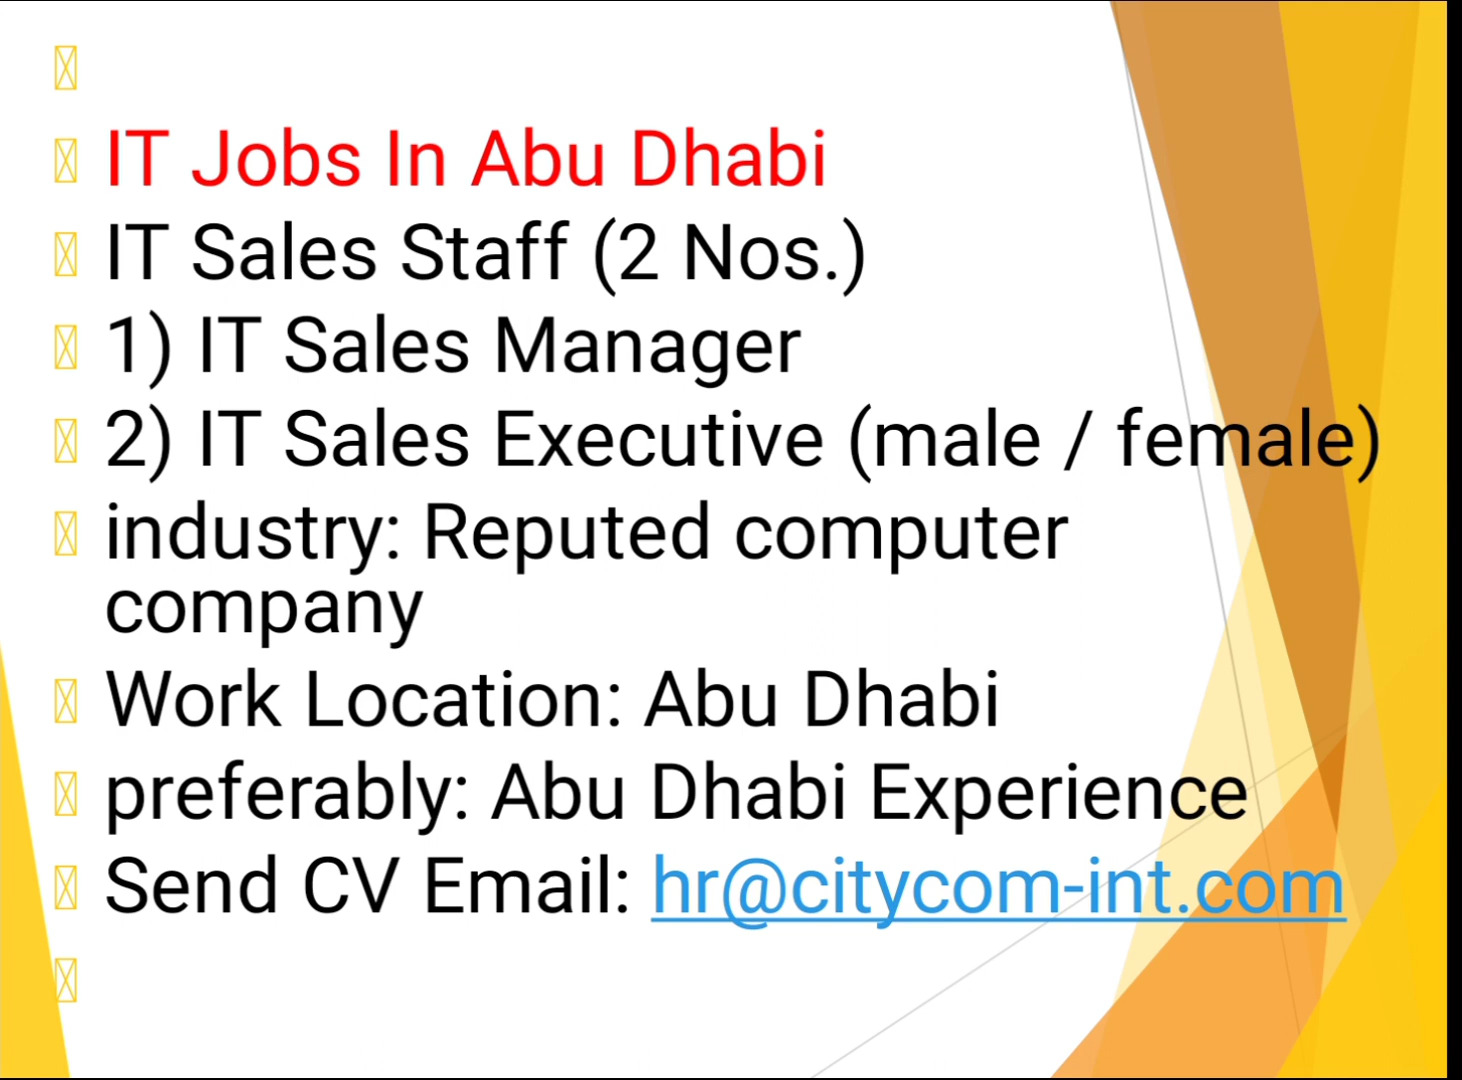 IT Jobs In Abu Dhabi
IT Sales Staff (2 Nos.)
1) IT Sales Manager
2) IT Sales Executive (male / female)
industry: Reputed computer
company
Work Location: Abu Dhabi
preferably: Abu Dhabi Experience
Send CV Email: hr@citycom-int.com